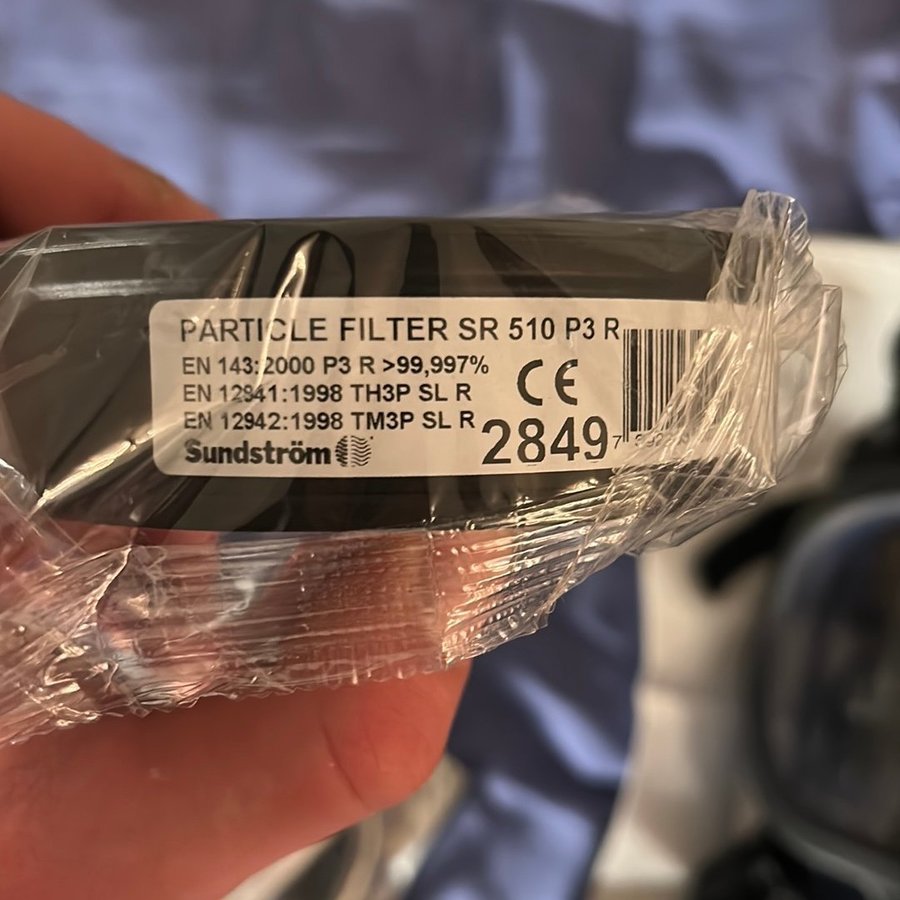 PARTICLE FILTER SR 510 P3 R
EN 143:2000 P3 R >99,997%
EN 12941:1998 TH3P SL R
EN 12942:1998 TM3P SL R
Sundström
CE
2849